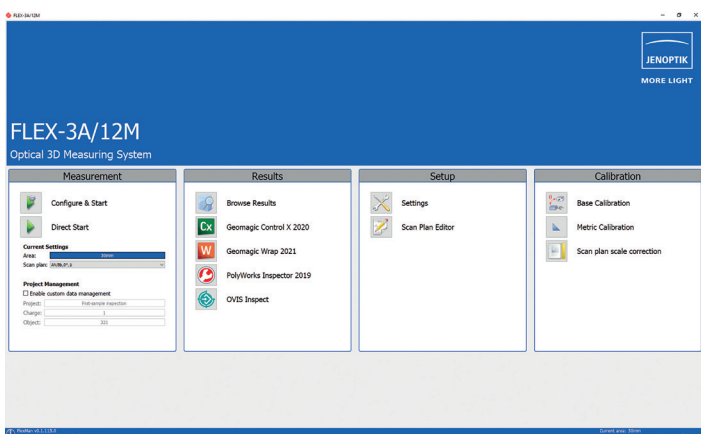 FLEX-3A/12M
JENOPTIK
MORE LIGHT
FLEX-3A/12M
Optical 3D Measuring System
Measurement
Configure & Start
Direct Start
Current Settings
Area: 30mm
Scan plan:
Project Management
Enable custom data management
Project: First-sample inspection
Charge: 1
Object: 321
Results
Browse Results
Cx Geomagic Control X 2020
W Geomagic Wrap 2021
PolyWorks Inspector 2019
OVIS Inspect
Setup
Settings
Scan Plan Editor
Calibration
Base Calibration
Metric Calibration
Scan plan scale correction
Current area: 30mm